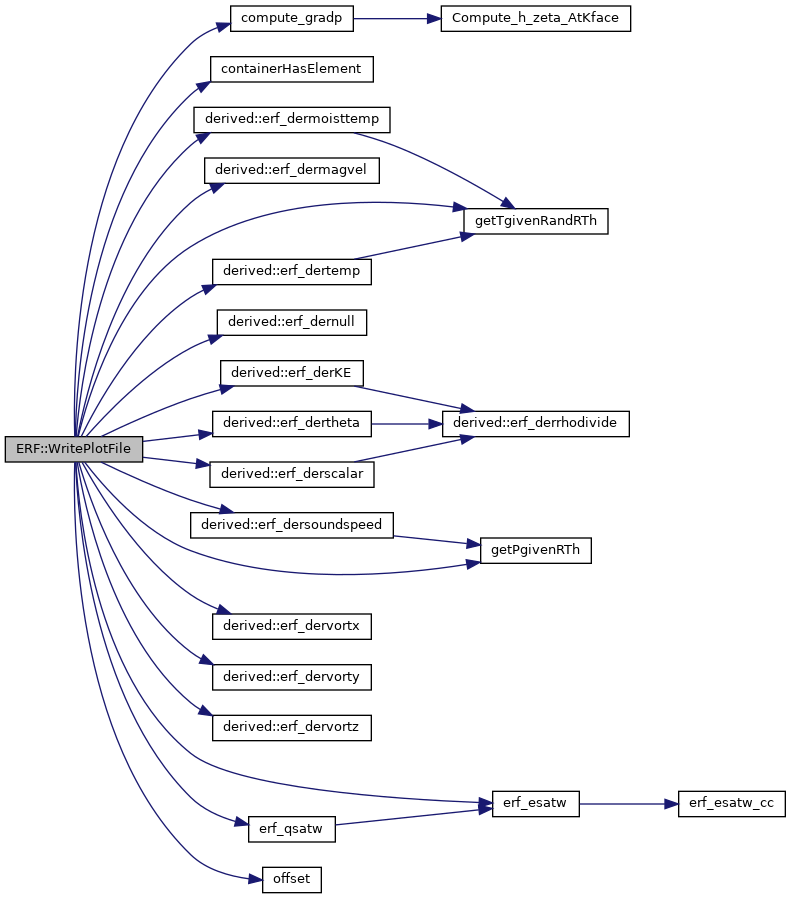 compute_gradp
Compute_h_zeta_AtKface
containerHasElement
derived::erf_dermoisttemp
derived::erf_dermagvel
getTgivenRandRTh
derived::erf_dertemp
derived::erf_dernull
derived::erf_derKE
derived::erf_dertheta
derived::erf_derrhodivide
ERF::WritePlotFile
derived::erf_derscalar
derived::erf_dersoundspeed
getPgivenRTh
derived::erf_dervortx
derived::erf_dervorty
derived::erf_dervortz
erf_esatw
erf_esatw_cc
erf_qsatw
offset